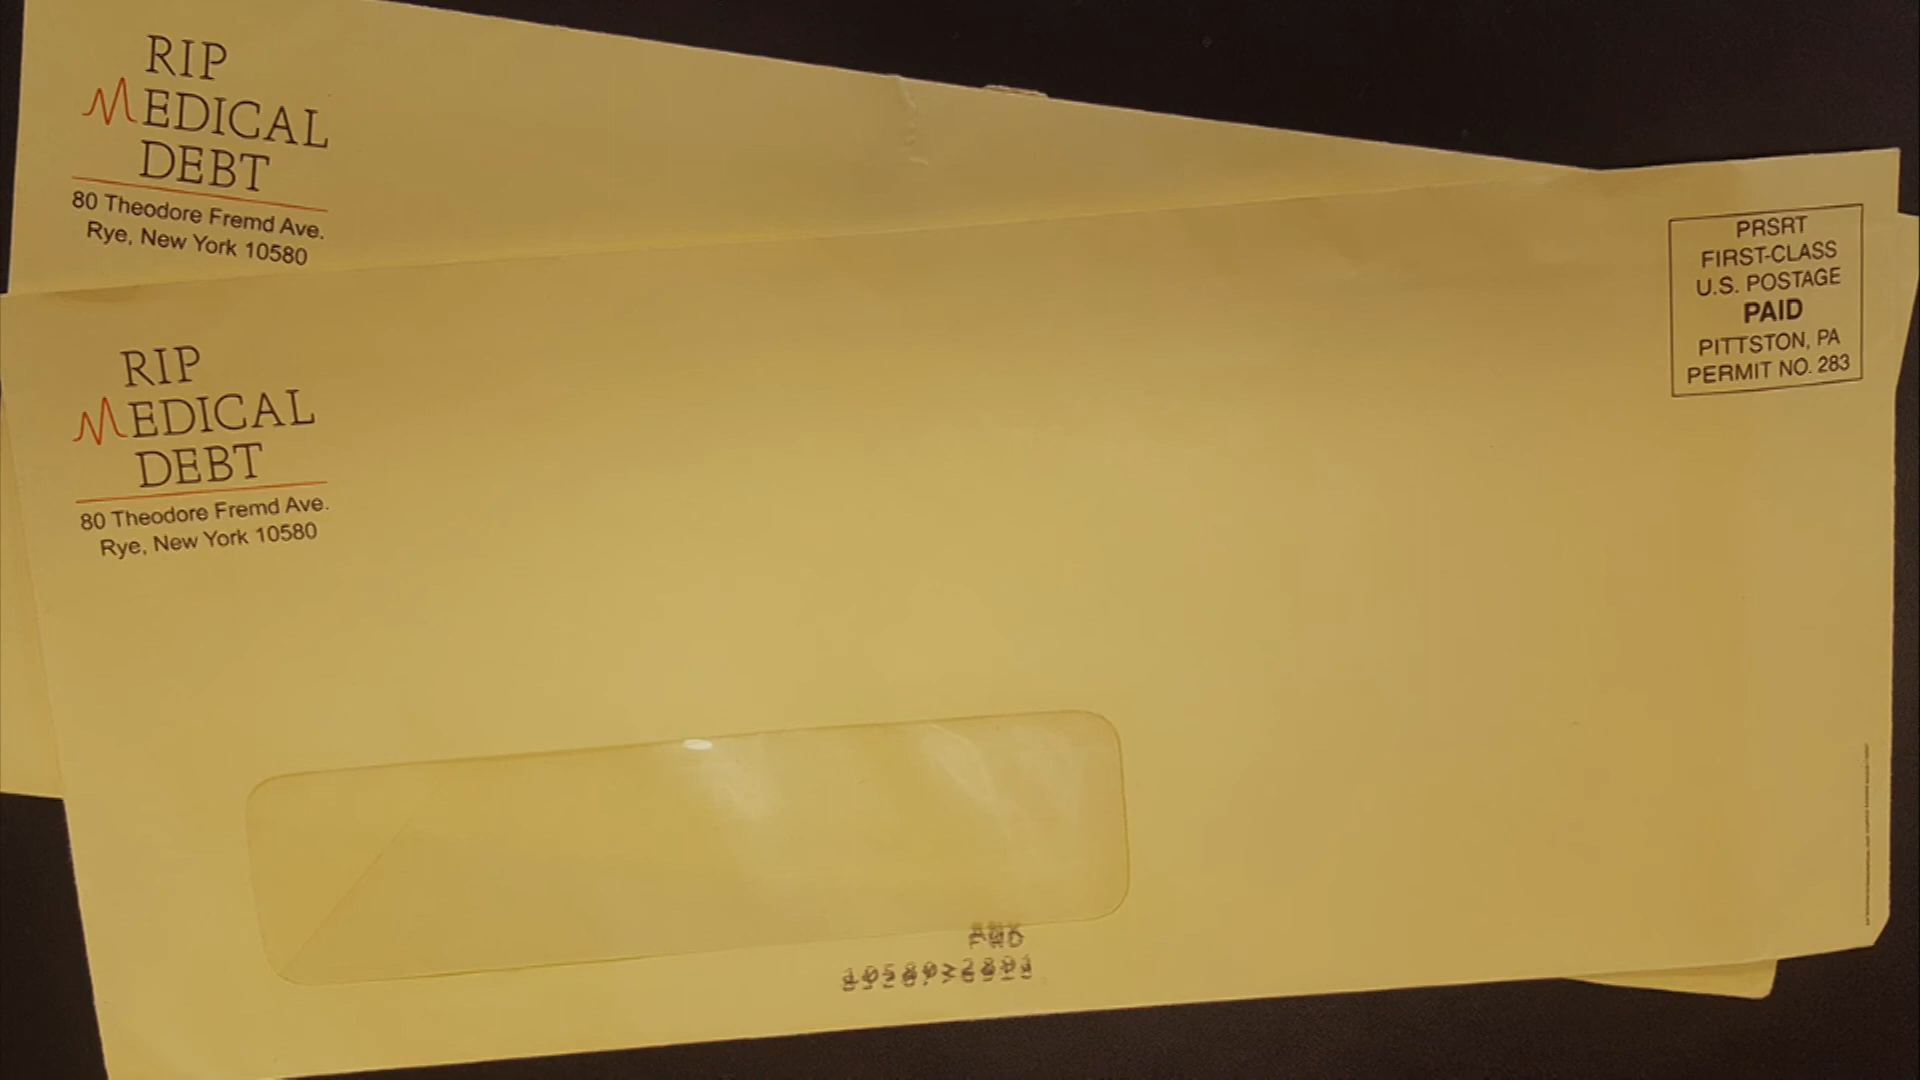 RIP
MEDICAL
DEBT
80 Theodore Fremd Ave.
Rye, New York 10580
PRSRT
FIRST-CLASS
U.S. POSTAGE
PAID
PITTSTON, PA
PERMIT NO. 283
RIP
MEDICAL
DEBT
80 Theodore Fremd Ave.
Rye, New York 10580